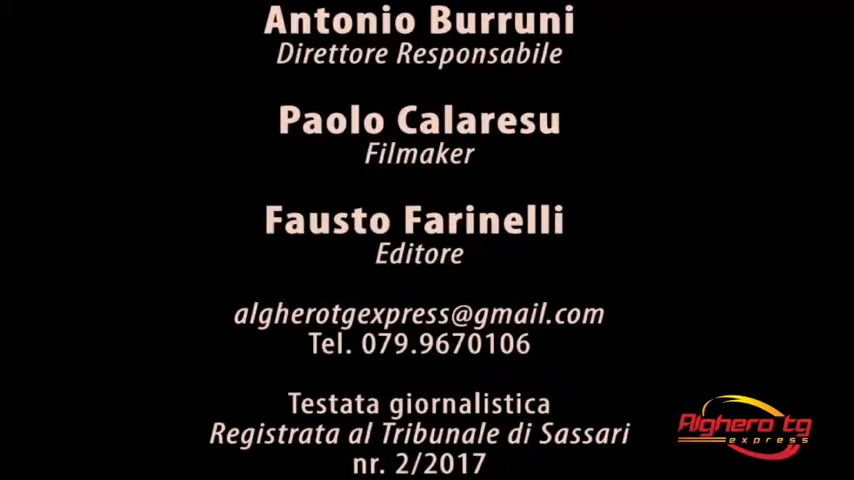 Antonio Burruni
Direttore Responsabile
Paolo Calaresu
Filmaker
Fausto Farinelli
Editore
algherotgexpress@gmail.com
Tel. 079.9670106
Testata giornalistica
Registrata al Tribunale di Sassari
nr. 2/2017
Alghero tg
express